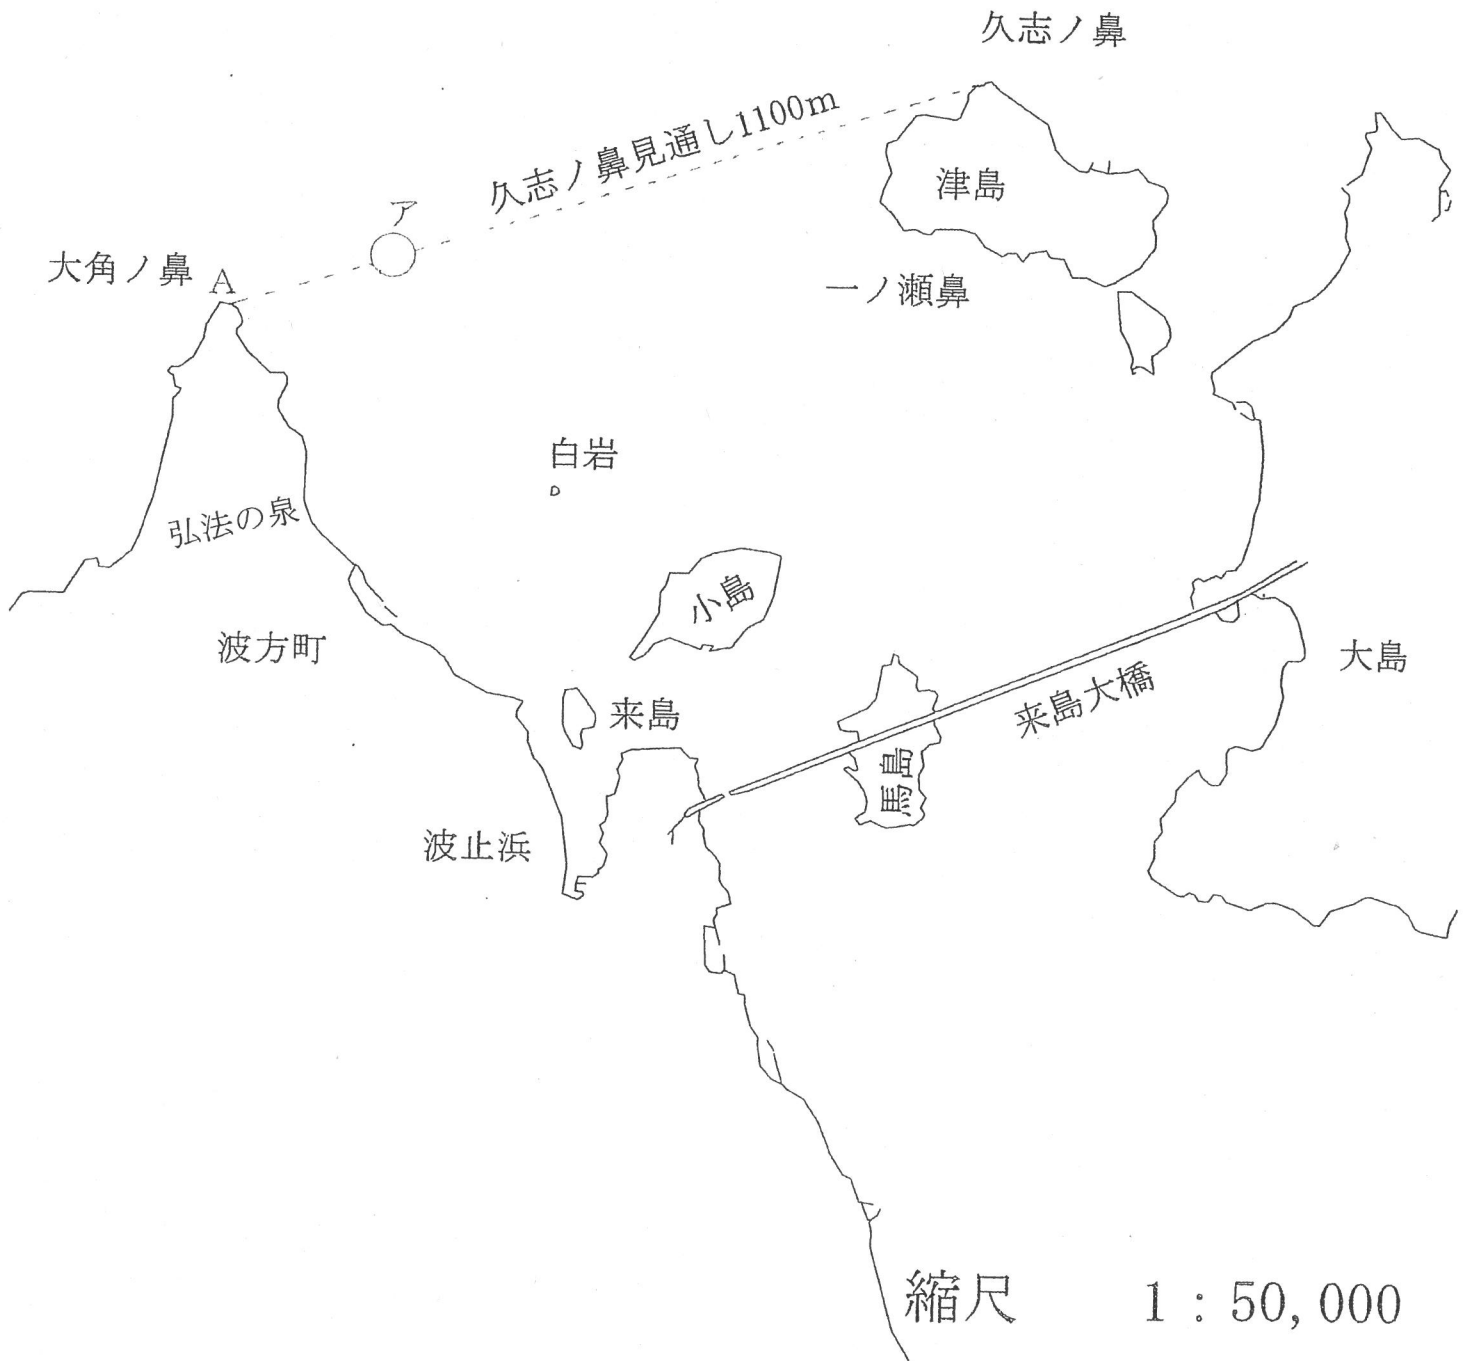 久志ノ鼻
久志ノ鼻見通し1100m
津島
ア
大角ノ鼻 A
一ノ瀬鼻
白岩
弘法の泉
小島
波方町
大島
来島
来島大橋
馬島
波止浜
縮尺 1:50,000